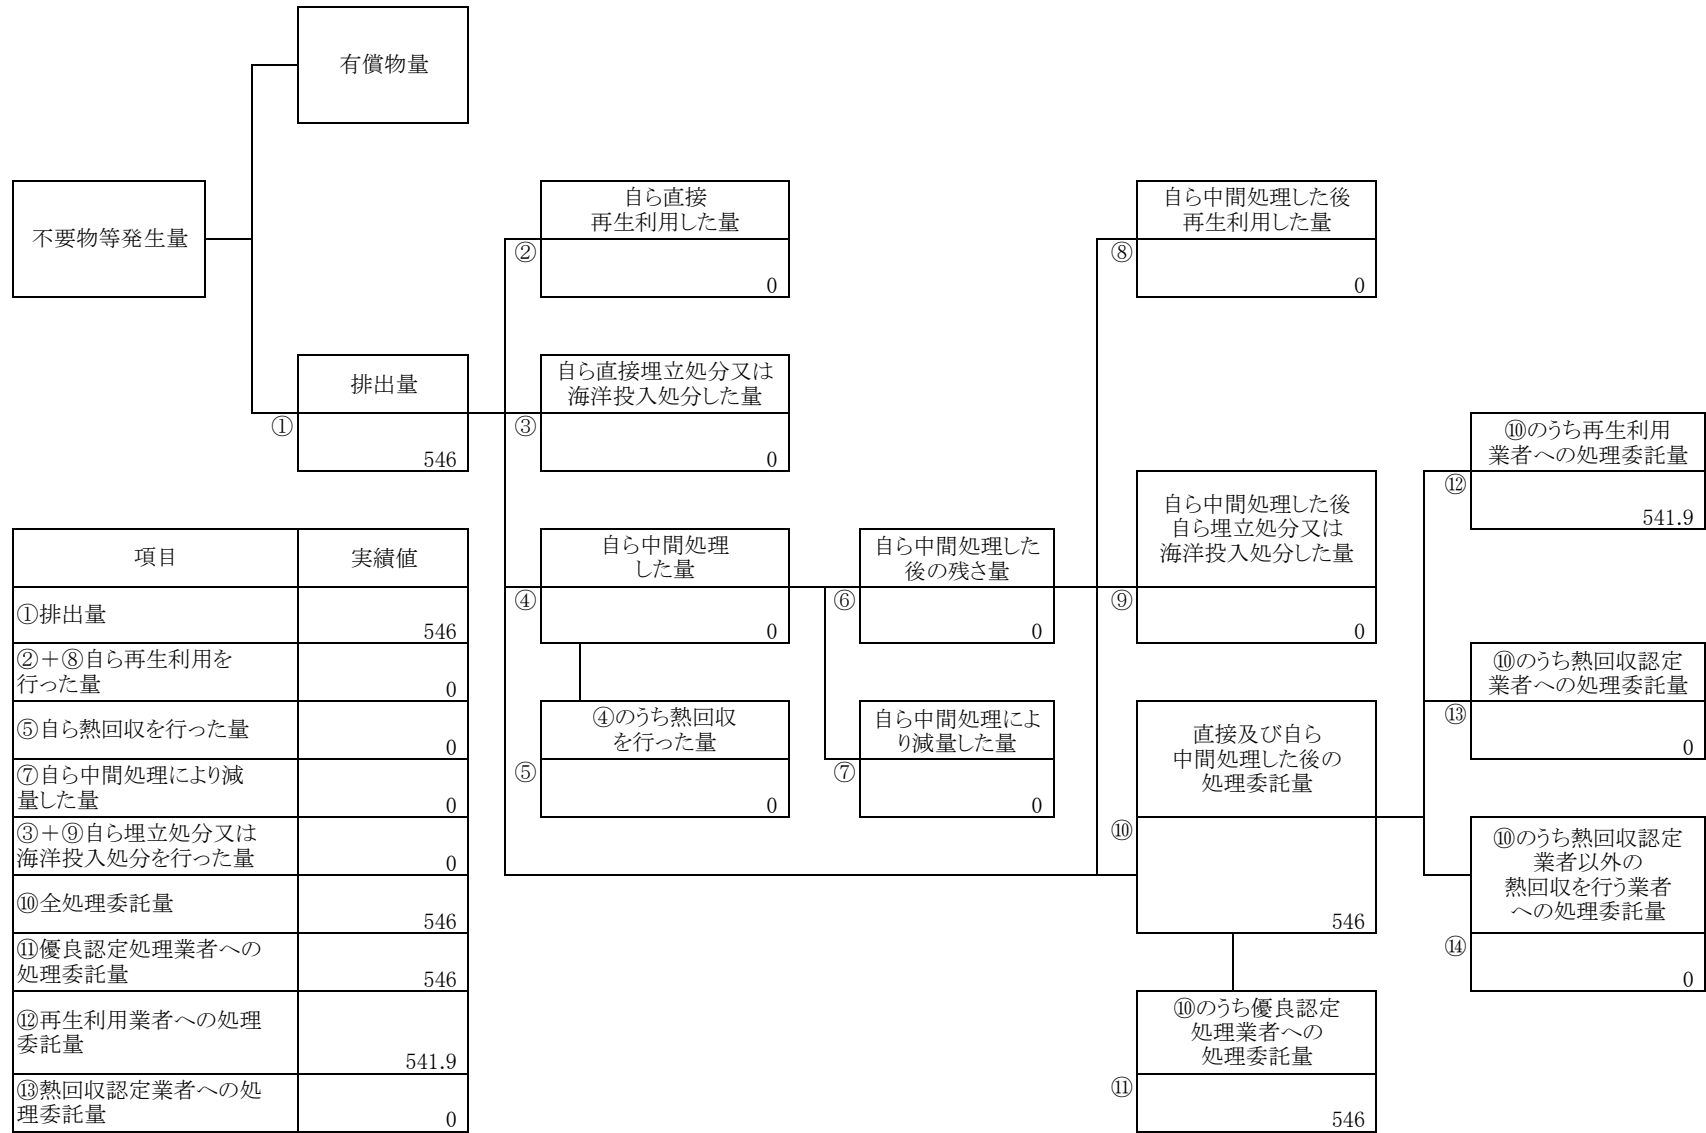 有償物量
不要物等発生量
自ら直接
再生利用した量
②
0
自ら中間処理した後
再生利用した量
⑧
0
排出量
①
546
自ら直接埋立処分又は
海洋投入処分した量
③
0
⑩のうち再生利用
業者への処理委託量
⑫
541.9
自ら中間処理
した量
④
0
自ら中間処理した
後の残さ量
⑥
0
自ら中間処理した後
自ら埋立処分又は
海洋投入処分した量
⑨
0
⑩のうち熱回収認定
業者への処理委託量
⑬
0
④のうち熱回収
を行った量
⑤
0
自ら中間処理によ
り減量した量
⑦
0
直接及び自ら
中間処理した後の
処理委託量
⑩
546
⑩のうち熱回収認定
業者以外の
熱回収を行う業者
への処理委託量
⑭
0
⑩のうち優良認定
処理業者への
処理委託量
⑪
546
項目
実績値
①排出量
546
②＋⑧自ら再生利用を
行った量
0
⑤自ら熱回収を行った量
0
⑦自ら中間処理により減
量した量
0
③＋⑨自ら埋立処分又は
海洋投入処分を行った量
0
⑩全処理委託量
546
⑪優良認定処理業者への
処理委託量
546
⑫再生利用業者への処理
委託量
541.9
⑬熱回収認定業者への処
理委託量
0